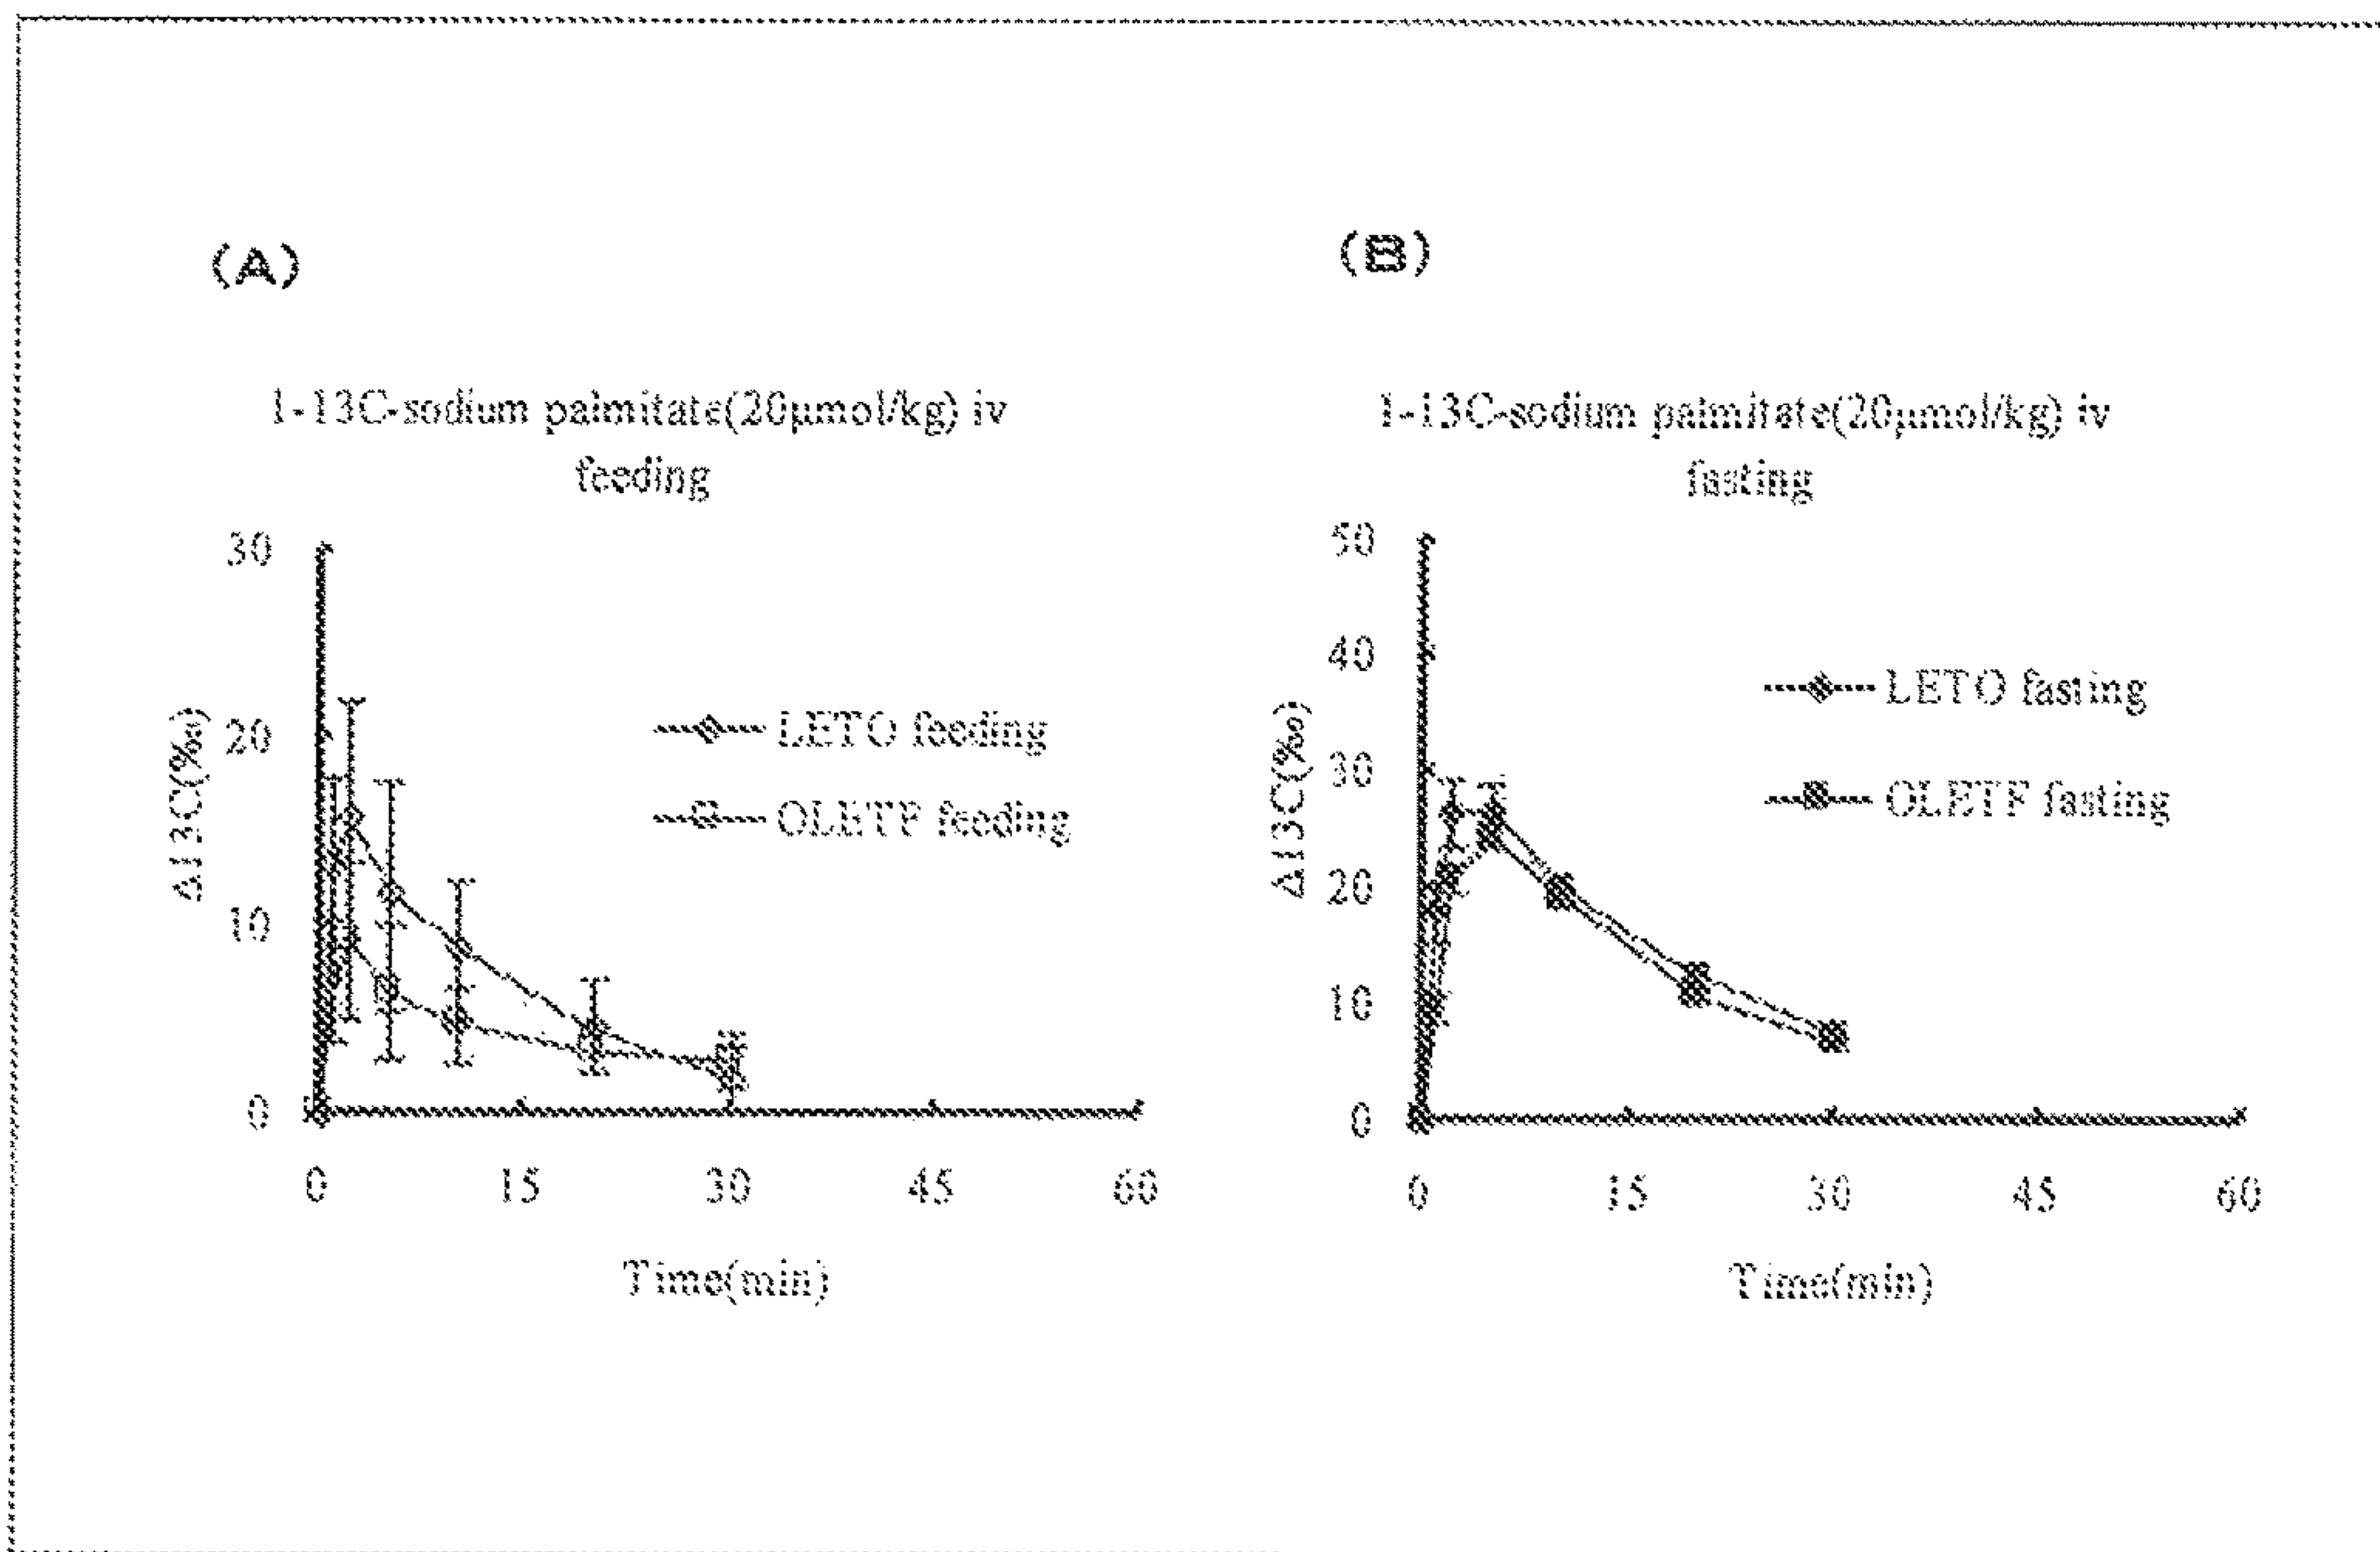 (A)
1-13C-sodium palmitate(20µmol/kg) iv
feeding
30
20
10
0
Δ13C(‰)
LETO feeding
OLETF feeding
0 15 30 45 60
Time(min)
(B)
1-13C-sodium palmitate(20µmol/kg) iv
fasting
50
40
30
20
10
0
Δ13C(‰)
LETO fasting
OLETF fasting
0 15 30 45 60
Time(min)